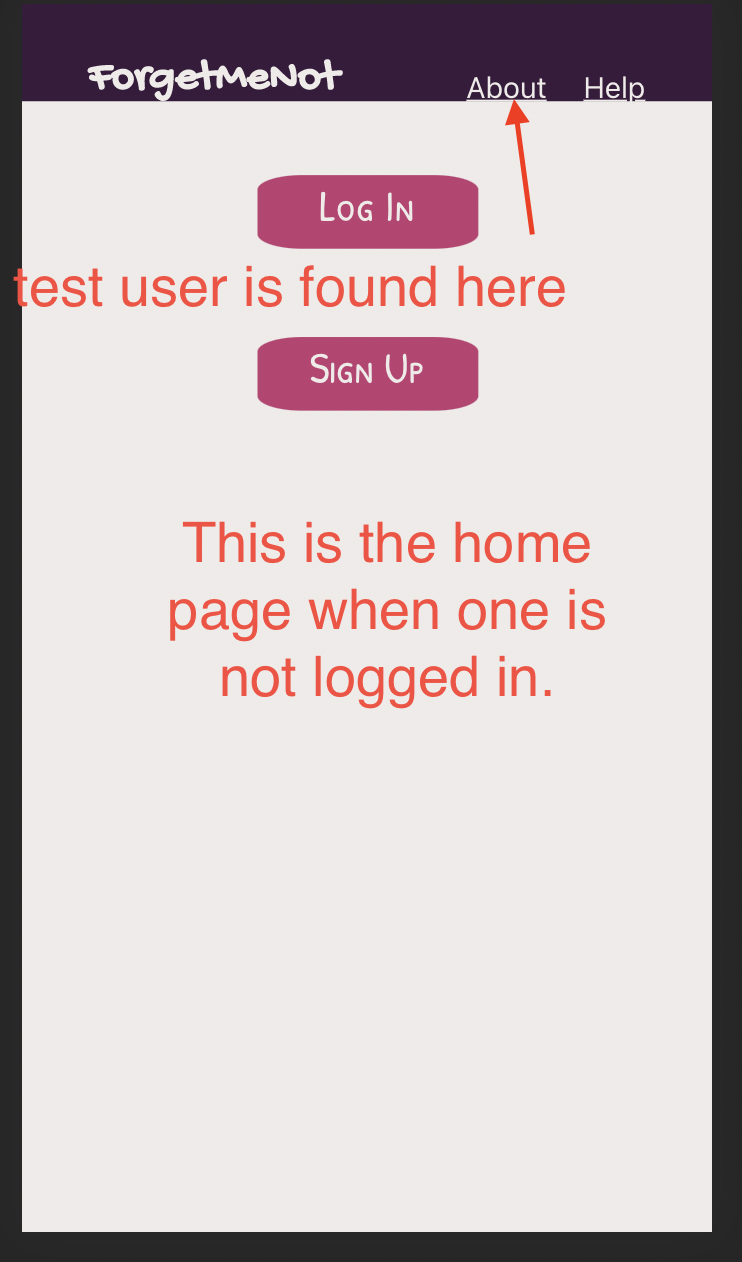 ForgetMeNot
About Help
Log In
test user is found here
Sign Up
This is the home
page when one is
not logged in.